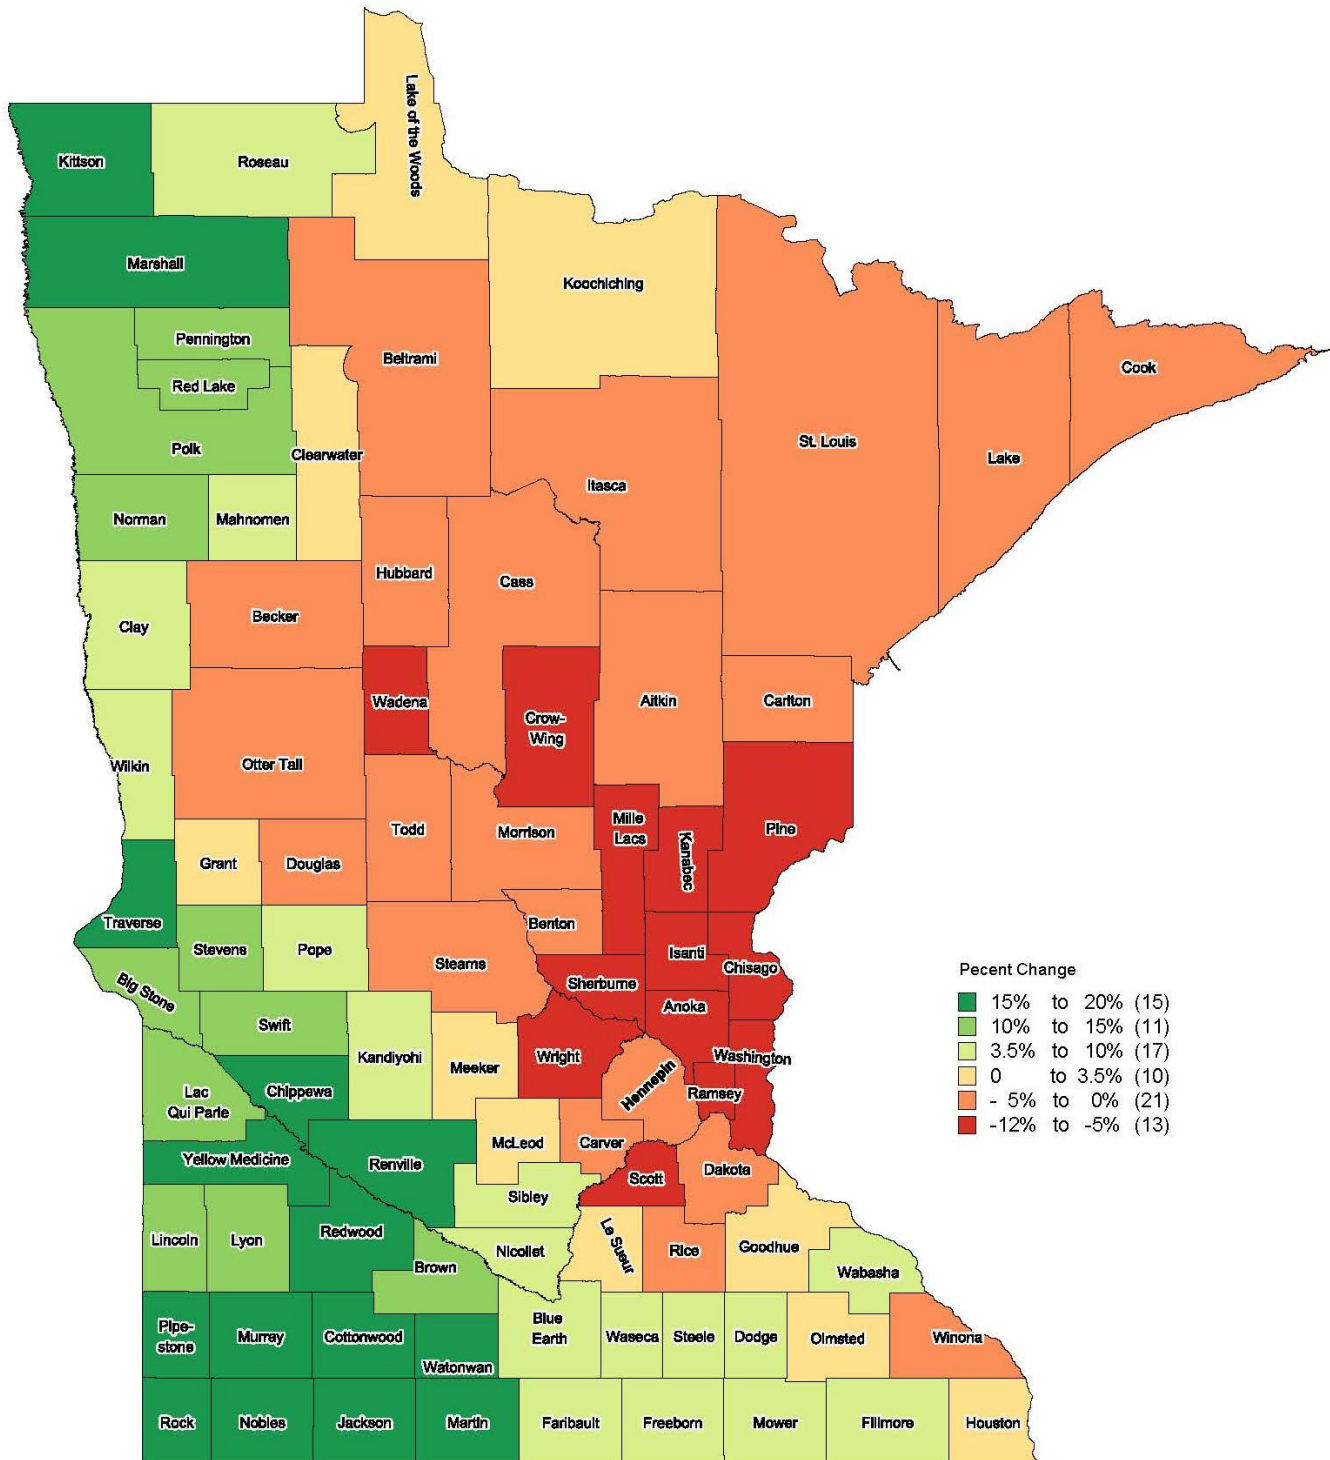 Lake of the Woods
Kittson
Roseau
Marshall
Koochiching
Pennington
Beltrami
Cook
Red Lake
St. Louis
Polk
Clearwater
Lake
Itasca
Norman
Mahnomen
Hubbard
Cass
Becker
Clay
Wadena
Aitkin
Carlton
Crow-
Wing
Otter Tail
Wilkin
Mille
Lacs
Pine
Todd
Morrison
Kanabec
Grant
Douglas
Traverse
Benton
Stevens
Pope
Isanti
Stearns
Chisago
Big Stone
Sherburne
Anoka
Swift
Kandiyohi
Meeker
Wright
Washington
Chippewa
Hennepin
Ramsey
Lac
Qui Parle
McLeod
Carver
Yellow Medicine
Renville
Dakota
Scott
Sibley
Redwood
Lincoln
Lyon
Le Sueur
Nicollet
Rice
Goodhue
Brown
Wabasha
Pipe-
stone
Murray
Cottonwood
Watonwan
Blue
Earth
Waseca
Steele
Dodge
Olmsted
Winona
Rock
Nobles
Jackson
Martin
Faribault
Freeborn
Mower
Fillmore
Houston
Pecent Change
15% to 20% (15)
10% to 15% (11)
3.5% to 10% (17)
0 to 3.5% (10)
- 5% to 0% (21)
-12% to -5% (13)